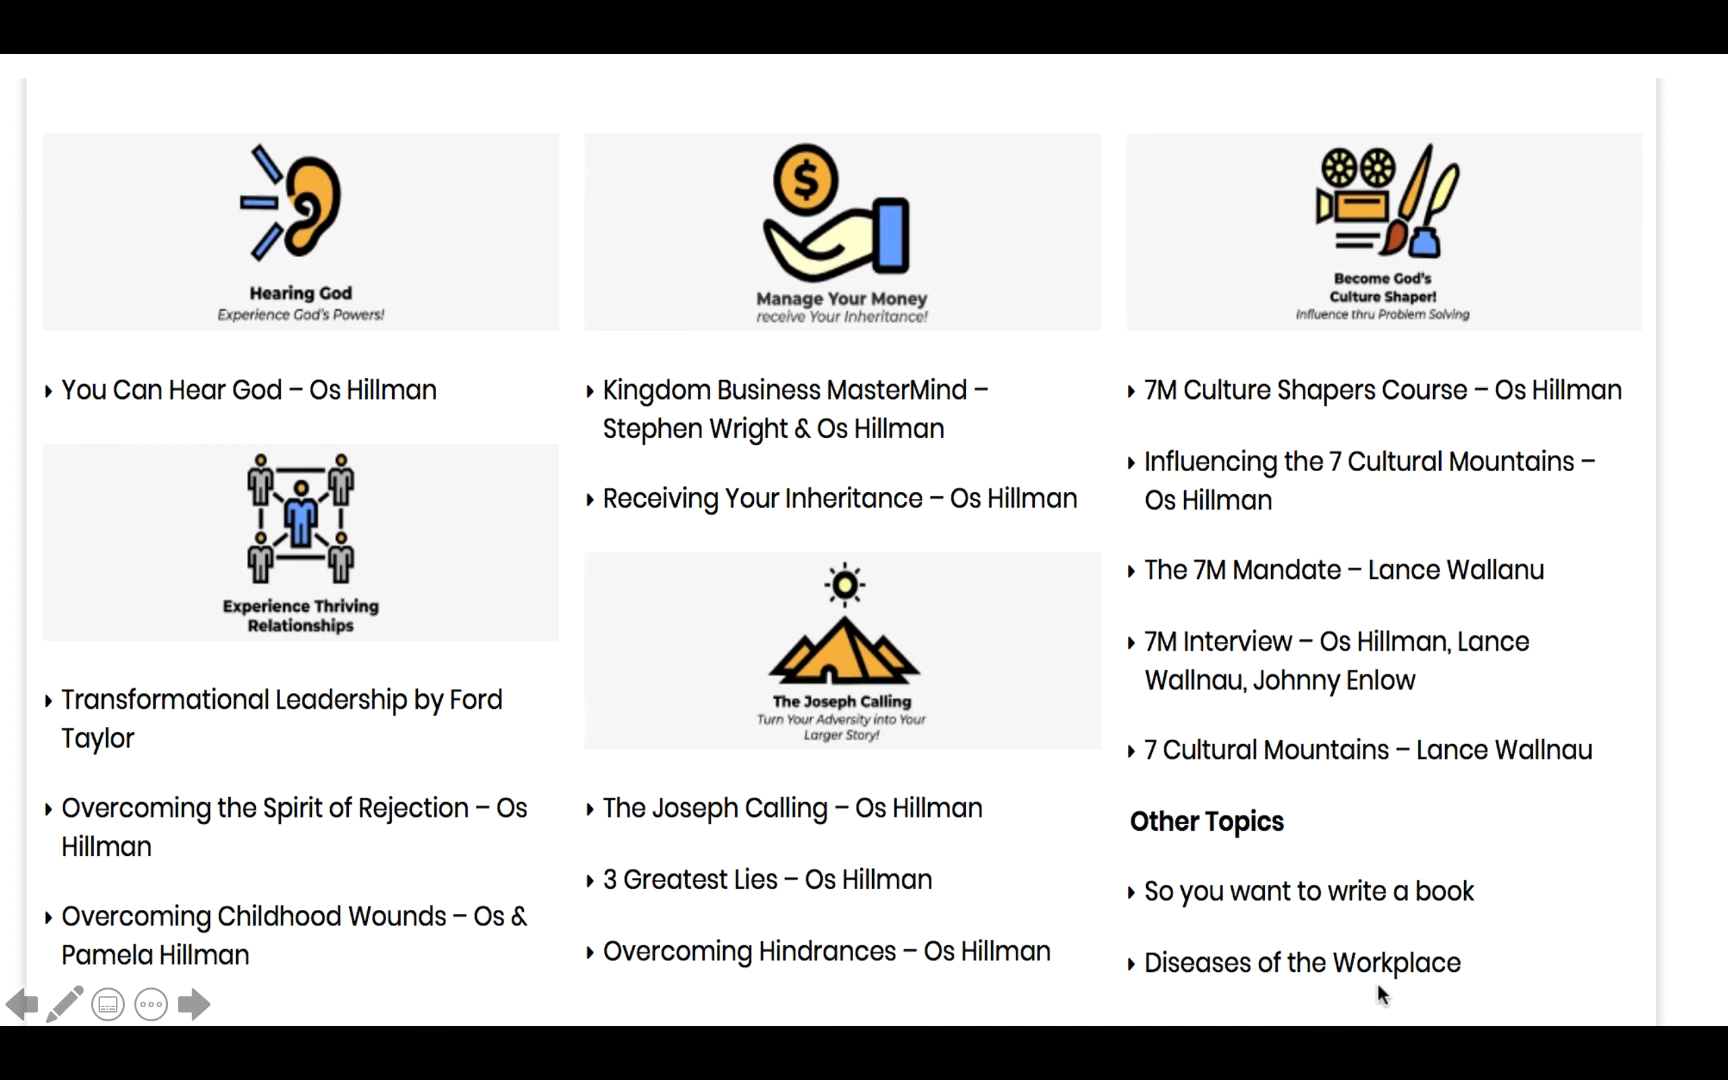 Hearing God
Experience God's Powers!
You Can Hear God – Os Hillman
Experience Thriving
Relationships
Transformational Leadership by Ford
Taylor
Overcoming the Spirit of Rejection – Os
Hillman
Overcoming Childhood Wounds – Os &
Pamela Hillman
$
Manage Your Money
receive Your Inheritance!
Kingdom Business MasterMind –
Stephen Wright & Os Hillman
Receiving Your Inheritance – Os Hillman
The Joseph Calling
Turn Your Adversity into Your
Larger Story!
The Joseph Calling – Os Hillman
3 Greatest Lies – Os Hillman
Overcoming Hindrances – Os Hillman
Become God's
Culture Shaper!
Influence thru Problem Solving
7M Culture Shapers Course – Os Hillman
Influencing the 7 Cultural Mountains –
Os Hillman
The 7M Mandate – Lance Wallanu
7M Interview – Os Hillman, Lance
Wallnau, Johnny Enlow
7 Cultural Mountains – Lance Wallnau
Other Topics
So you want to write a book
Diseases of the Workplace